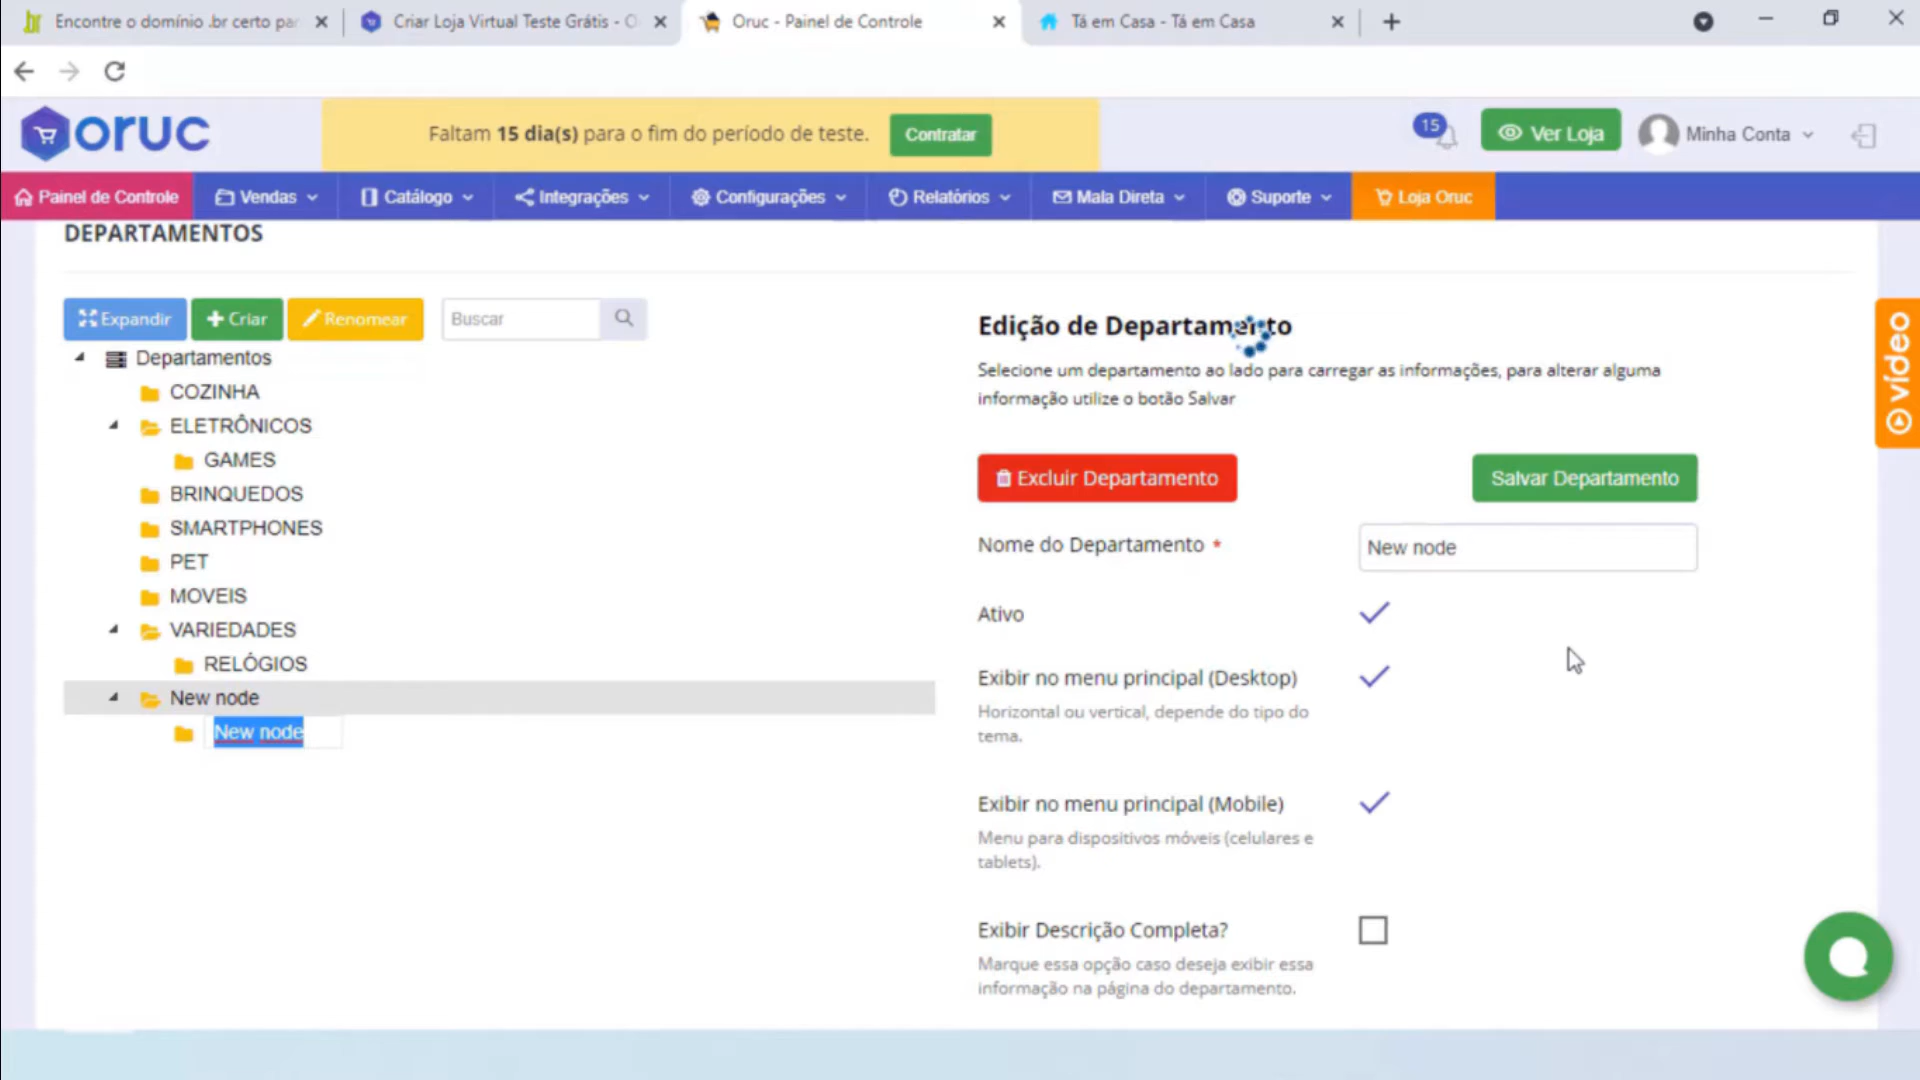 Encontre o domínio .br certo par
Criar Loja Virtual Teste Grátis - O
Oruc - Painel de Controle
Tá em Casa - Tá em Casa
oruc
Faltam 15 dia(s) para o fim do período de teste.
Contratar
15
Ver Loja
Minha Conta
Painel de Controle
Vendas
Catálogo
Integrações
Configurações
Relatórios
Mala Direta
Suporte
Loja Oruc
DEPARTAMENTOS
Expandir
Criar
Renomear
Buscar
Departamentos
COZINHA
ELETRÔNICOS
GAMES
BRINQUEDOS
SMARTPHONES
PET
MOVEIS
VARIEDADES
RELÓGIOS
New node
New node
Edição de Departamento
Selecione um departamento ao lado para carregar as informações, para alterar alguma
informação utilize o botão Salvar
Excluir Departamento
Salvar Departamento
Nome do Departamento *
New node
Ativo
Exibir no menu principal (Desktop)
Horizontal ou vertical, depende do tipo do
tema.
Exibir no menu principal (Mobile)
Menu para dispositivos móveis (celulares e
tablets).
Exibir Descrição Completa?
Marque essa opção caso deseja exibir essa
informação na página do departamento.
vídeo